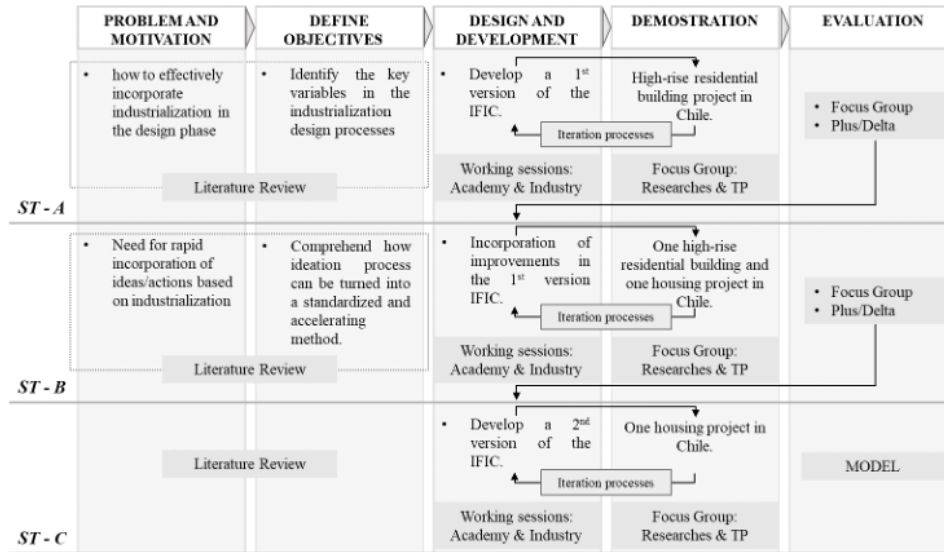 PROBLEM AND
MOTIVATION
DEFINE
OBJECTIVES
DESIGN AND
DEVELOPMENT
DEMOSTRATION
EVALUATION
• how to effectively
incorporate
industrialization in
the design phase
• Identify the key
variables in the
industrialization
design processes
Literature Review
• Develop a 1st
version of the
IFIC.
High-rise residential
building project in
Chile.
Iteration processes
Working sessions:
Academy & Industry
Focus Group:
Researches & TP
• Focus Group
• Plus/Delta
ST - A
• Need for rapid
incorporation of
ideas/actions based
on industrialization
• Comprehend how
ideation process
can be turned into
a standardized and
accelerating
method.
Literature Review
• Incorporation of
improvements in
the 1st version
IFIC.
One high-rise
residential building and
one housing project in
Chile.
Iteration processes
Working sessions:
Academy & Industry
Focus Group:
Researches & TP
• Focus Group
• Plus/Delta
ST - B
Literature Review
• Develop a 2nd
version of the
IFIC.
One housing project in
Chile.
Iteration processes
Working sessions:
Academy & Industry
Focus Group:
Researches & TP
MODEL
ST - C